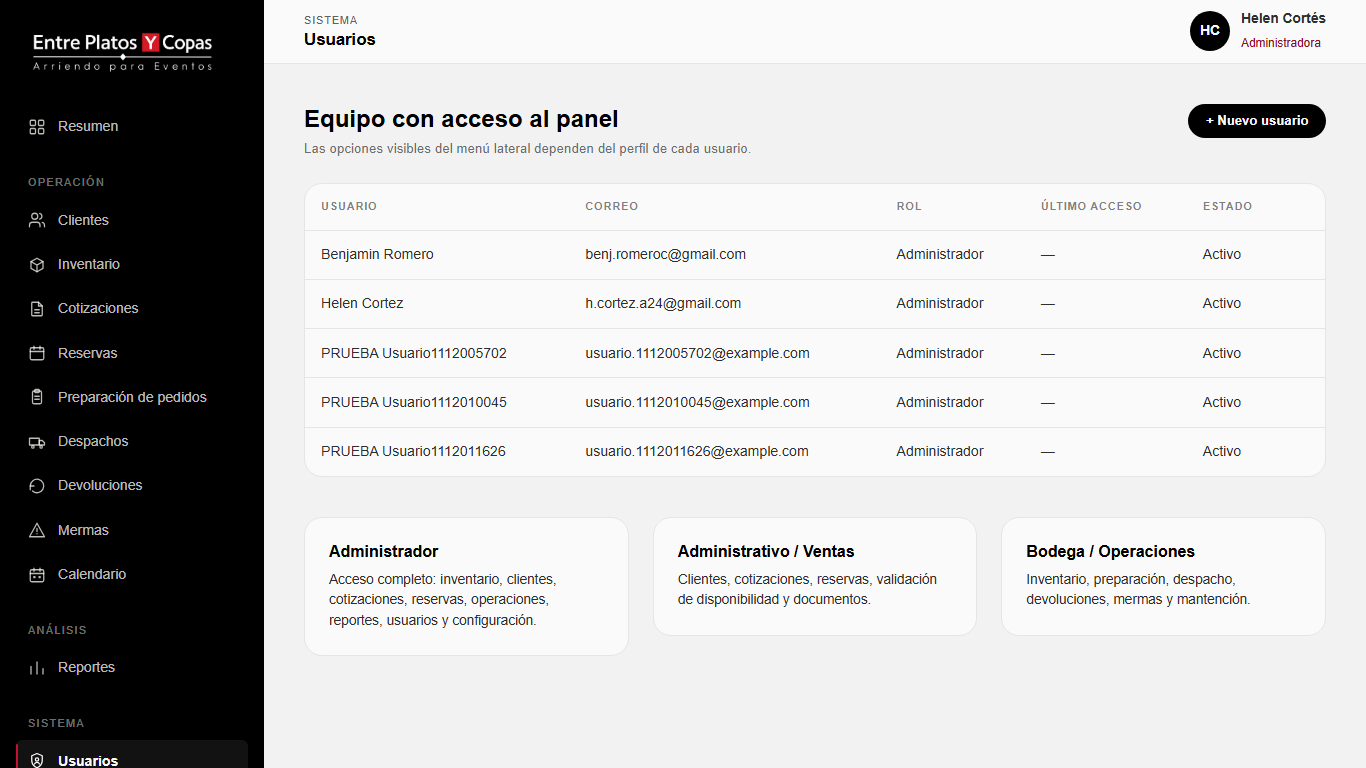 Entre Platos Y Copas
Arriendo para Eventos
Resumen
OPERACIÓN
Clientes
Inventario
Cotizaciones
Reservas
Preparación de pedidos
Despachos
Devoluciones
Mermas
Calendario
ANÁLISIS
Reportes
SISTEMA
Usuarios
SISTEMA
Usuarios
HC
Helen Cortés
Administradora
Equipo con acceso al panel
Las opciones visibles del menú lateral dependen del perfil de cada usuario.
+ Nuevo usuario
USUARIO CORREO ROL ÚLTIMO ACCESO ESTADO
Benjamin Romero benj.romeroc@gmail.com Administrador — Activo
Helen Cortez h.cortez.a24@gmail.com Administrador — Activo
PRUEBA Usuario1112005702 usuario.1112005702@example.com Administrador — Activo
PRUEBA Usuario1112010045 usuario.1112010045@example.com Administrador — Activo
PRUEBA Usuario1112011626 usuario.1112011626@example.com Administrador — Activo
Administrador
Acceso completo: inventario, clientes,
cotizaciones, reservas, operaciones,
reportes, usuarios y configuración.
Administrativo / Ventas
Clientes, cotizaciones, reservas, validación
de disponibilidad y documentos.
Bodega / Operaciones
Inventario, preparación, despacho,
devoluciones, mermas y mantención.